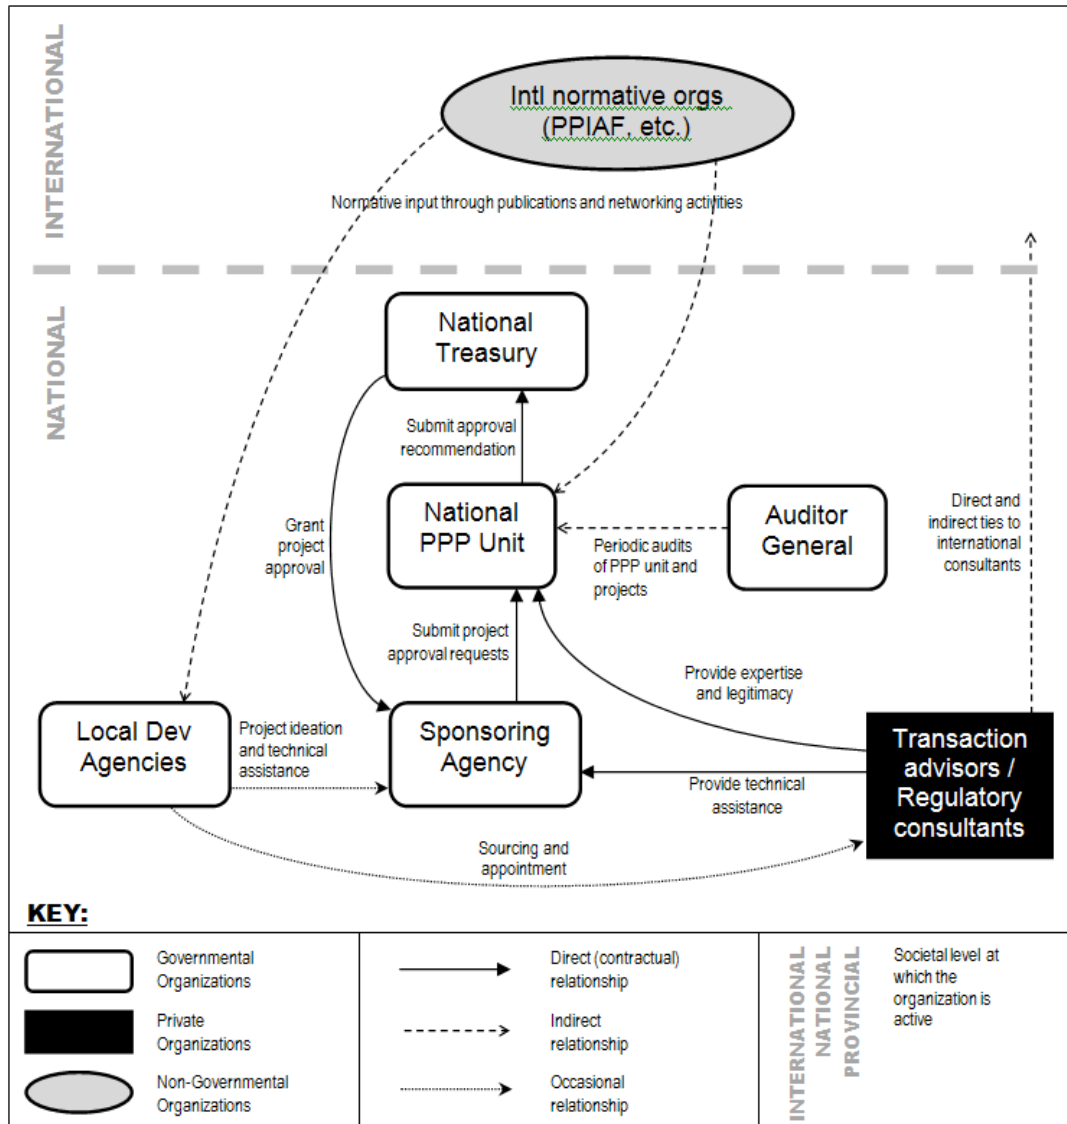 INTERNATIONAL
Intl normative orgs
(PPIAF, etc.)
Normative input through publications and networking activities
NATIONAL
National
Treasury
Submit approval
recommendation
Grant
project
approval
National
PPP Unit
Periodic audits
of PPP unit and
projects
Auditor
General
Direct and
indirect ties to
international
consultants
Submit project
approval requests
Provide expertise
and legitimacy
Local Dev
Agencies
Project ideation
and technical
assistance
Sponsoring
Agency
Provide technical
assistance
Transaction
advisors /
Regulatory
consultants
Sourcing and
appointment
KEY:
Governmental
Organizations
Private
Organizations
Non-Governmental
Organizations
Direct (contractual)
relationship
Indirect
relationship
Occasional
relationship
INTERNATIONAL
NATIONAL
PROVINCIAL
Societal level at
which the
organization is
active